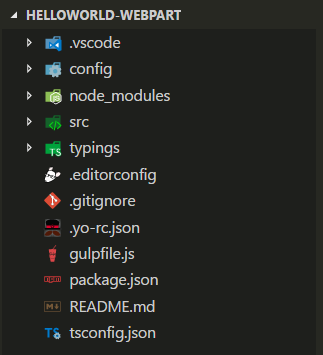 HELLOWORLD-WEBPART
.vscode
config
node_modules
src
typings
.editorconfig
.gitignore
.yo-rc.json
gulpfile.js
package.json
README.md
tsconfig.json